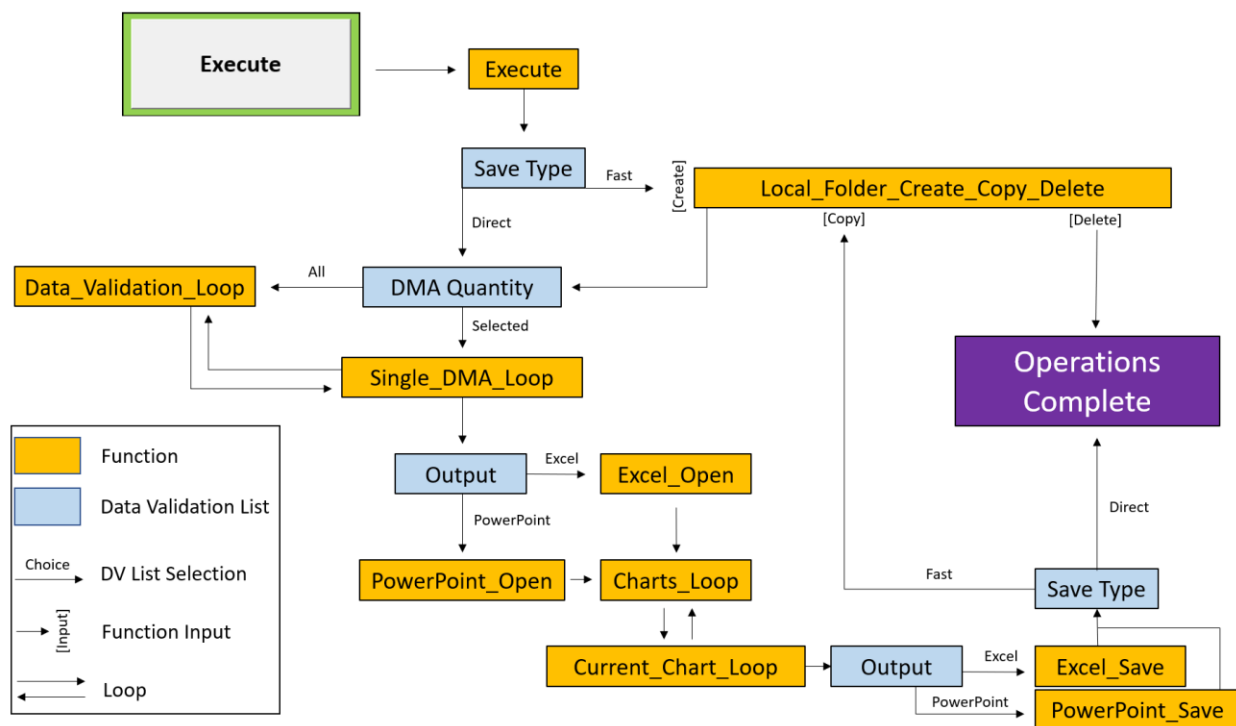 Execute
Execute
Save Type
Fast
[Create]
Local_Folder_Create_Copy_Delete
[Copy]
[Delete]
Direct
All
Data_Validation_Loop
DMA Quantity
Selected
Single_DMA_Loop
Operations
Complete
Function
Output
Excel
Excel_Open
Data Validation List
PowerPoint
Direct
Choice
DV List Selection
PowerPoint_Open
Charts_Loop
Fast
Save Type
[Input]
Function Input
Current_Chart_Loop
Output
Excel
Excel_Save
Loop
PowerPoint
PowerPoint_Save